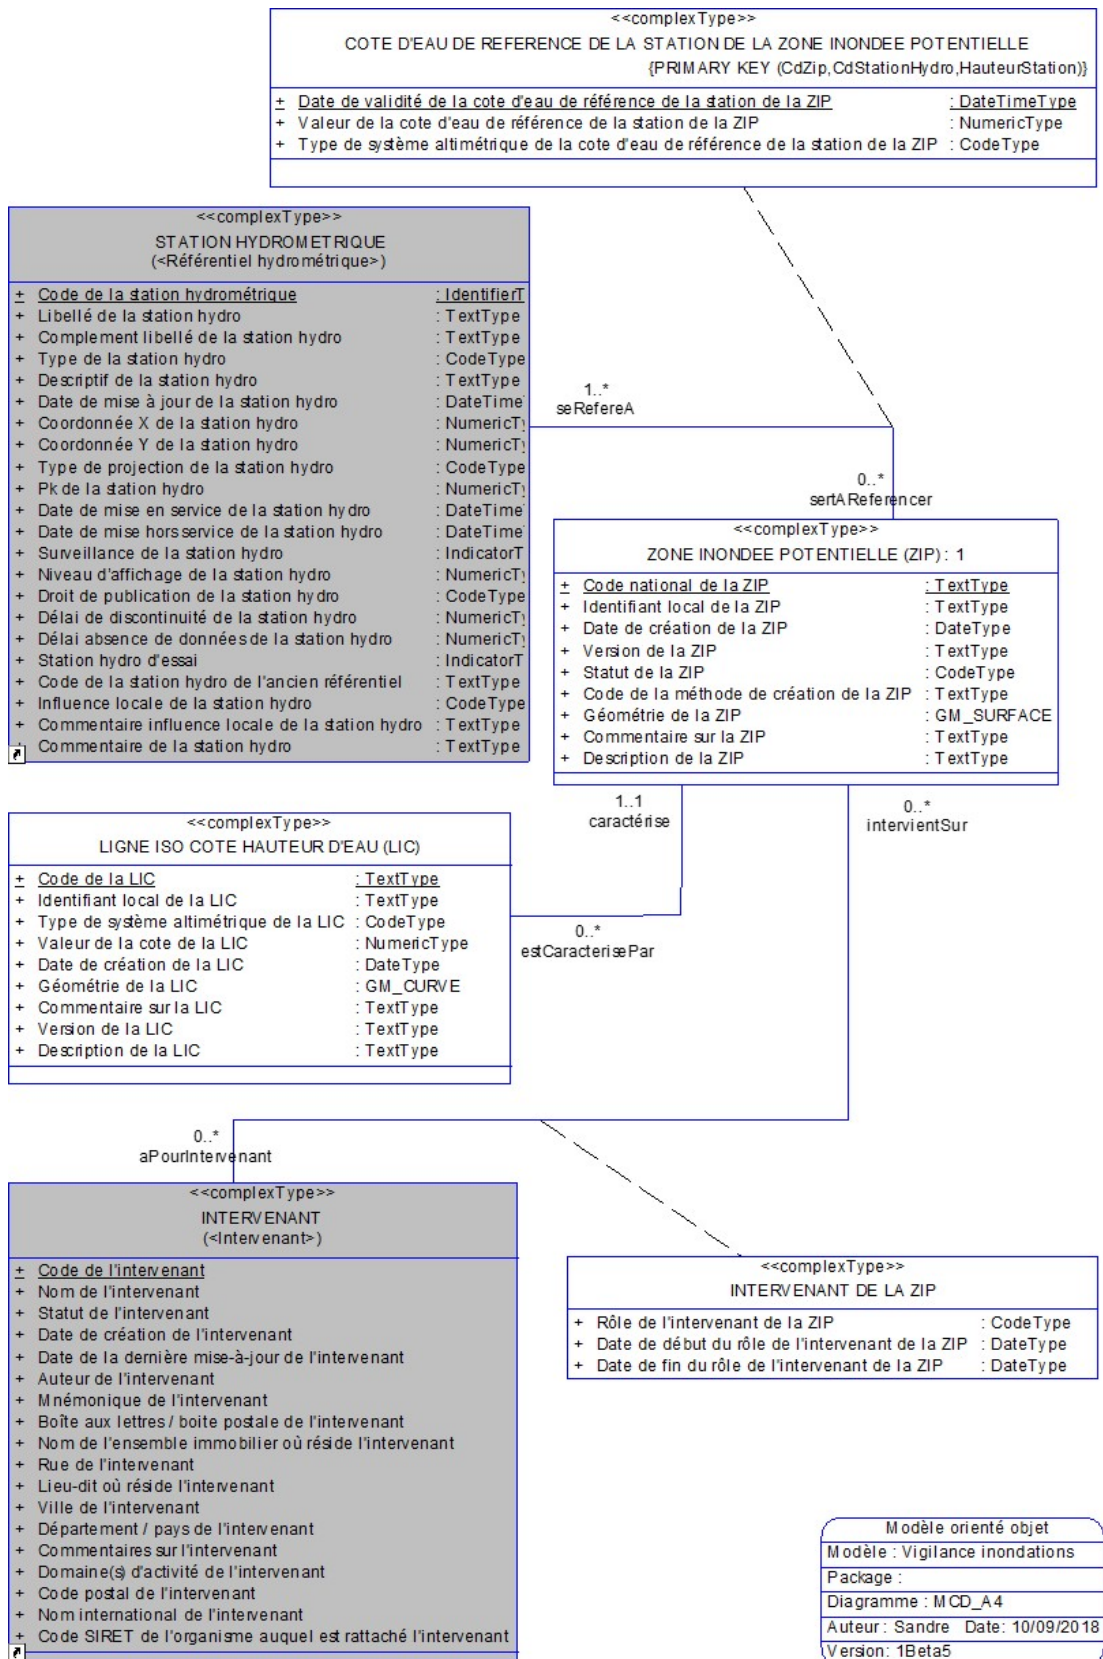 <<complexType>>
COTE D'EAU DE REFERENCE DE LA STATION DE LA ZONE INONDEE POTENTIELLE
{PRIMARY KEY (CdZip,CdStationHydro,HauteurStation)}
+ Date de validité de la cote d'eau de référence de la station de la ZIP : DateTimeType
+ Valeur de la cote d'eau de référence de la station de la ZIP : NumericType
+ Type de système altimétrique de la cote d'eau de référence de la station de la ZIP : CodeType
<<complexType>>
STATION HYDROMETRIQUE
(<Référentiel hydrométrique>)
+ Code de la station hydrométrique : IdentifierT
+ Libellé de la station hydro : TextType
+ Complement libellé de la station hydro : TextType
+ Type de la station hydro : CodeType
+ Descriptif de la station hydro : TextType
+ Date de mise à jour de la station hydro : DateTime
+ Coordonnée X de la station hydro : NumericTy
+ Coordonnée Y de la station hydro : NumericTy
+ Type de projection de la station hydro : CodeType
+ Pk de la station hydro : NumericTy
+ Date de mise en service de la station hydro : DateTime
+ Date de mise hors service de la station hydro : DateTime
+ Surveillance de la station hydro : IndicatorT
+ Niveau d'affichage de la station hydro : NumericTy
+ Droit de publication de la station hydro : CodeType
+ Délai de discontinuité de la station hydro : NumericTy
+ Délai absence de données de la station hydro : NumericTy
+ Station hydro d'essai : IndicatorT
+ Code de la station hydro de l'ancien référentiel : TextType
+ Influence locale de la station hydro : CodeType
+ Commentaire influence locale de la station hydro : TextType
+ Commentaire de la station hydro : TextType
1..*
seRefereA
0..*
sertAReferencer
<<complexType>>
ZONE INONDEE POTENTIELLE (ZIP) : 1
+ Code national de la ZIP : TextType
+ Identifiant local de la ZIP : TextType
+ Date de création de la ZIP : DateType
+ Version de la ZIP : TextType
+ Statut de la ZIP : CodeType
+ Code de la méthode de création de la ZIP : TextType
+ Géométrie de la ZIP : GM_SURFACE
+ Commentaire sur la ZIP : TextType
+ Description de la ZIP : TextType
1..1
caractérise
0..*
intervientSur
<<complexType>>
LIGNE ISO COTE HAUTEUR D'EAU (LIC)
+ Code de la LIC : TextType
+ Identifiant local de la LIC : TextType
+ Type de système altimétrique de la LIC : CodeType
+ Valeur de la cote de la LIC : NumericType
+ Date de création de la LIC : DateType
+ Géométrie de la LIC : GM_CURVE
+ Commentaire sur la LIC : TextType
+ Version de la LIC : TextType
+ Description de la LIC : TextType
0..*
estCaracterisePar
0..*
aPourIntervenant
<<complexType>>
INTERVENANT
(<Intervenant>)
+ Code de l'intervenant
+ Nom de l'intervenant
+ Statut de l'intervenant
+ Date de création de l'intervenant
+ Date de la dernière mise-à-jour de l'intervenant
+ Auteur de l'intervenant
+ Mnémonique de l'intervenant
+ Boîte aux lettres / boite postale de l'intervenant
+ Nom de l'ensemble immobilier où réside l'intervenant
+ Rue de l'intervenant
+ Lieu-dit où réside l'intervenant
+ Ville de l'intervenant
+ Département / pays de l'intervenant
+ Commentaires sur l'intervenant
+ Domaine(s) d'activité de l'intervenant
+ Code postal de l'intervenant
+ Nom international de l'intervenant
+ Code SIRET de l'organisme auquel est rattaché l'intervenant
<<complexType>>
INTERVENANT DE LA ZIP
+ Rôle de l'intervenant de la ZIP : CodeType
+ Date de début du rôle de l'intervenant de la ZIP : DateType
+ Date de fin du rôle de l'intervenant de la ZIP : DateType
Modèle orienté objet
Modèle : Vigilance inondations
Package :
Diagramme : MCD_A4
Auteur : Sandre Date: 10/09/2018
Version: 1Beta5